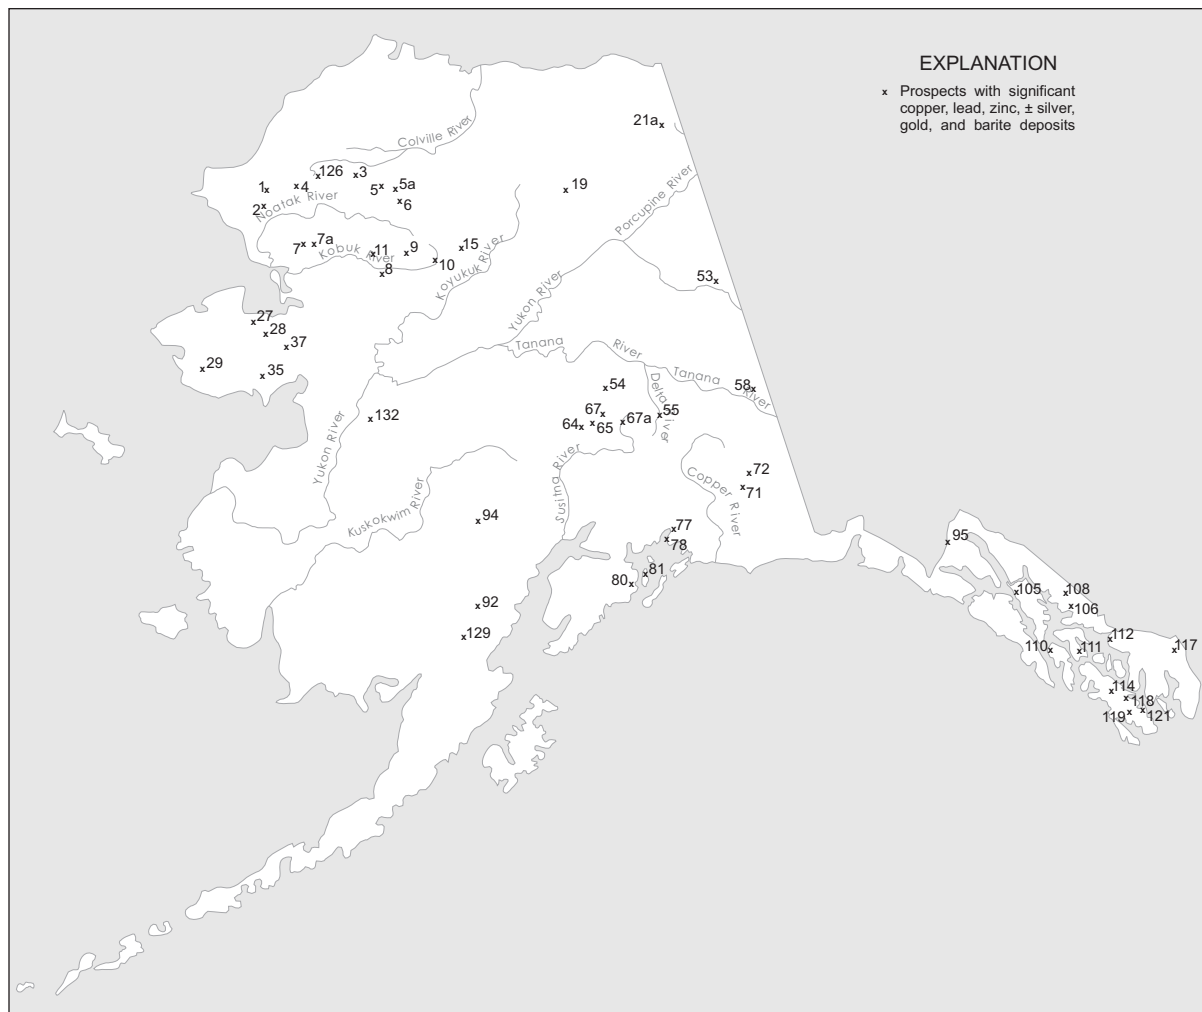 EXPLANATION
x Prospects with significant
copper, lead, zinc, ± silver,
gold, and barite deposits
21a
Colville River
126
3
1
4
5
5a
19
2
Noatak River
6
Porcupine River
7
7a
11
9
15
Kobuk River
10
8
Koyukuk River
53
Yukon River
27
28
37
Tanana
River
29
35
Tanana
River
58
54
Delta River
132
67
67a
55
64
65
Yukon River
Susitna River
72
Copper River
71
Kuskokwim River
94
77
78
95
81
80
105
108
92
106
129
112
110
111
117
114
118
119
121